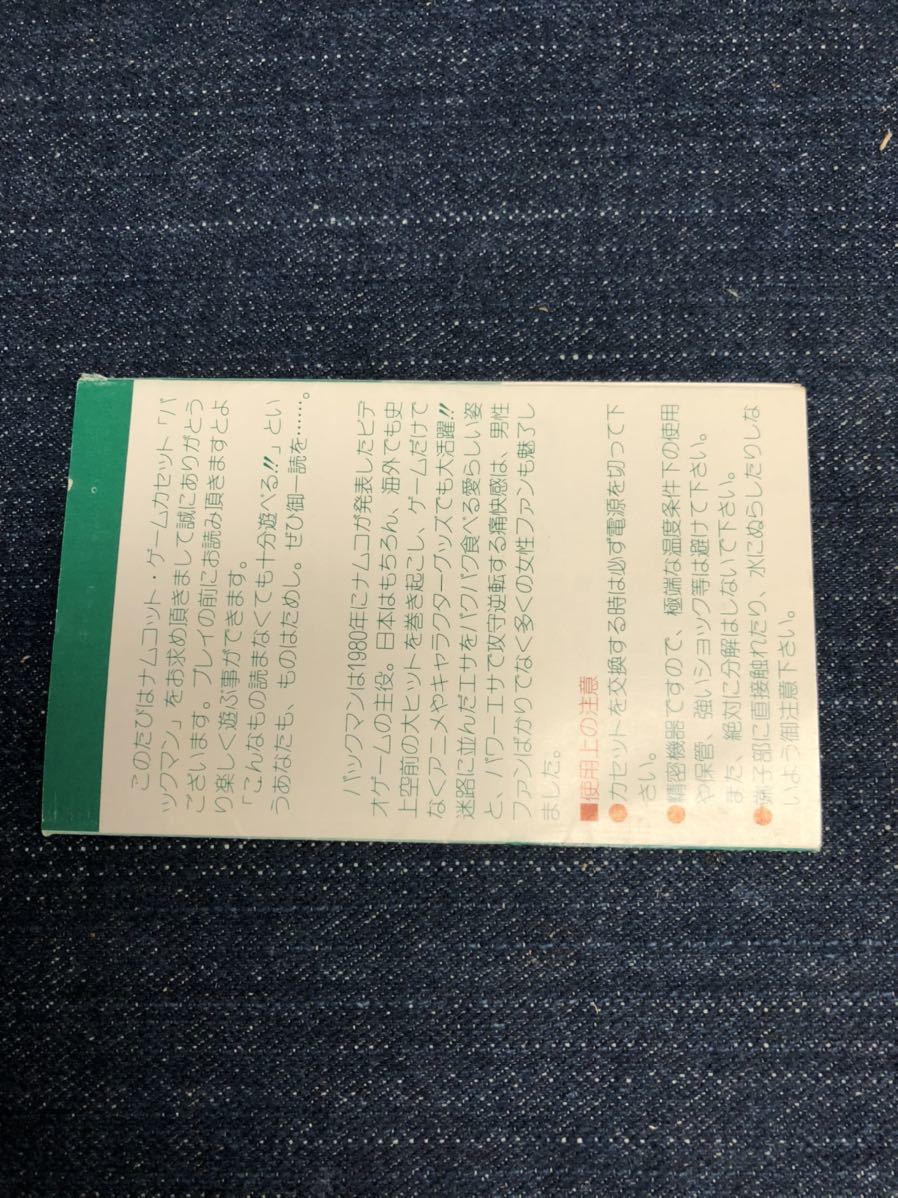 このたびはナムコット・ゲームカセット「パ
ックマン」をお求め頂きまして誠にありがとう
ございます。プレイの前にお読み頂きますとよ
り楽しく遊ぶ事ができます。
「こんなもの読まなくても十分遊べる!!」とい
うあなたも、ものはためし。ぜひ御一読を……。
パックマンは1980年にナムコが発表したビデ
オゲームの主役。日本はもちろん、海外でも史
上空前の大ヒットを巻き起こし、ゲームだけで
なくアニメやキャラクターグッズでも大活躍!!
迷路に並んだエサをパクパク食べる愛らしい姿
と、パワーエサで攻守逆転する痛快感は、男性
ファンばかりでなく多くの女性ファンも魅了し
ました。
■使用上の注意
●カセットを交換する時は必ず電源を切って下
さい。
●精密機器ですので、極端な温度条件下の使用
や保管、強いショック等は避けて下さい。
また、絶対に分解はしないで下さい。
●端子部に直接触れたり、水にぬらしたりしな
いよう御注意下さい。